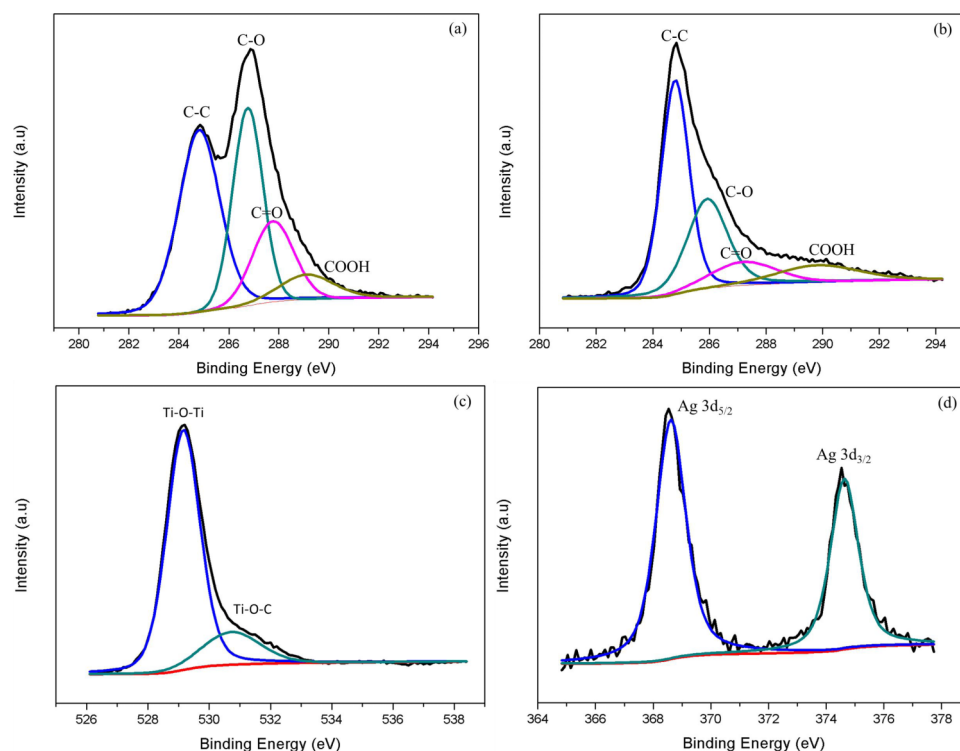 (a)
C-O
C-C
C=O
COOH
Intensity (a.u)
280 282 284 286 288 290 292 294 296
Binding Energy (eV)
(b)
C-C
C-O
C=O
COOH
Intensity (a.u)
280 282 284 286 288 290 292 294
Binding Energy (eV)
(c)
Ti-O-Ti
Ti-O-C
Intensity (a.u)
526 528 530 532 534 536 538
Binding Energy (eV)
(d)
Ag 3d5/2
Ag 3d3/2
Intensity (a.u)
364 366 368 370 372 374 376 378
Binding Energy (eV)